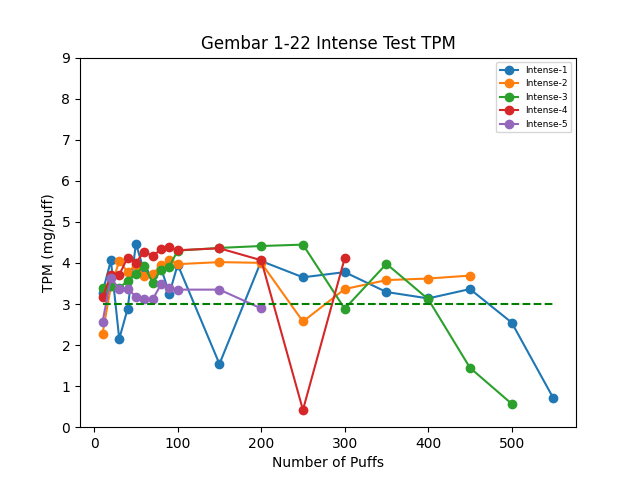 Gembar 1-22 Intense Test TPM
Intense-1
Intense-2
Intense-3
Intense-4
Intense-5
TPM (mg/puff)
9
8
7
6
5
4
3
2
1
0
0 100 200 300 400 500
Number of Puffs